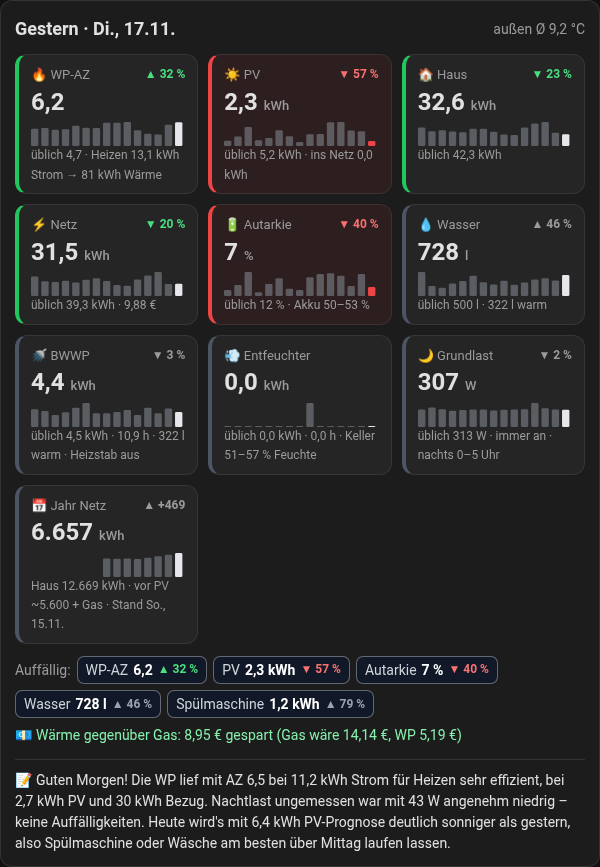 Gestern · Di., 17.11.
außen Ø 9,2 °C
🔥 WP-AZ ▲ 32 %
6,2
üblich 4,7 · Heizen 13,1 kWh
Strom → 81 kWh Wärme
☀️ PV ▼ 57 %
2,3 kWh
üblich 5,2 kWh · ins Netz 0,0
kWh
🏠 Haus ▼ 23 %
32,6 kWh
üblich 42,3 kWh
⚡ Netz ▼ 20 %
31,5 kWh
üblich 39,3 kWh · 9,88 €
🔋 Autarkie ▼ 40 %
7 %
üblich 12 % · Akku 50–53 %
💧 Wasser ▲ 46 %
728 l
üblich 500 l · 322 l warm
🚿 BWWP ▼ 3 %
4,4 kWh
üblich 4,5 kWh · 10,9 h · 322 l
warm · Heizstab aus
💨 Entfeuchter
0,0 kWh
üblich 0,0 kWh · 0,0 h · Keller
51–57 % Feuchte
🌙 Grundlast ▼ 2 %
307 W
üblich 313 W · immer an ·
nachts 0–5 Uhr
📅 Jahr Netz ▲ +469
6.657 kWh
Haus 12.669 kWh · vor PV
~5.600 + Gas · Stand So.,
15.11.
Auffällig: WP-AZ 6,2 ▲ 32 % PV 2,3 kWh ▼ 57 % Autarkie 7 % ▼ 40 %
Wasser 728 l ▲ 46 % Spülmaschine 1,2 kWh ▲ 79 %
💶 Wärme gegenüber Gas: 8,95 € gespart (Gas wäre 14,14 €, WP 5,19 €)
📝 Guten Morgen! Die WP lief mit AZ 6,5 bei 11,2 kWh Strom für Heizen sehr effizient, bei
2,7 kWh PV und 30 kWh Bezug. Nachtlast ungemessen war mit 43 W angenehm niedrig –
keine Auffälligkeiten. Heute wird's mit 6,4 kWh PV-Prognose deutlich sonniger als gestern,
also Spülmaschine oder Wäsche am besten über Mittag laufen lassen.